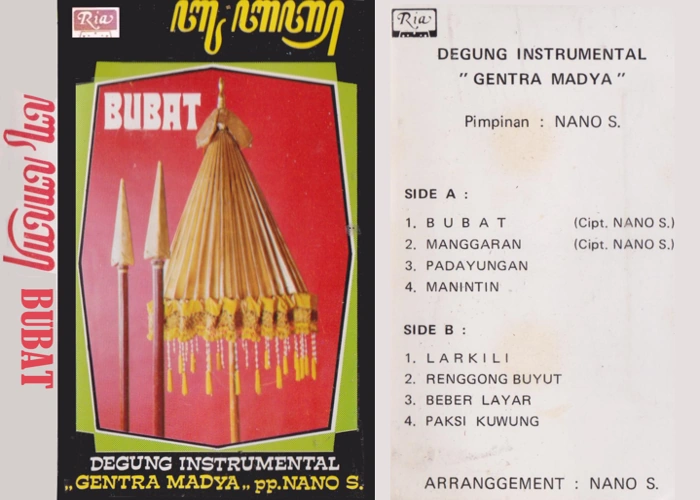 BUBAT
Ria
BUBAT
DEGUNG INSTRUMENTAL
„GENTRA MADYA„ pp.NANO S.
Ria
DEGUNG INSTRUMENTAL
" GENTRA MADYA "
Pimpinan : NANO S.
SIDE A :
1. B U B A T (Cipt. NANO S.)
2. MANGGARAN (Cipt. NANO S.)
3. PADAYUNGAN
4. MANINTIN
SIDE B :
1. L A R K I L I
2. RENGGONG BUYUT
3. BEBER LAYAR
4. PAKSI KUWUNG
ARRANGGEMENT : NANO S.